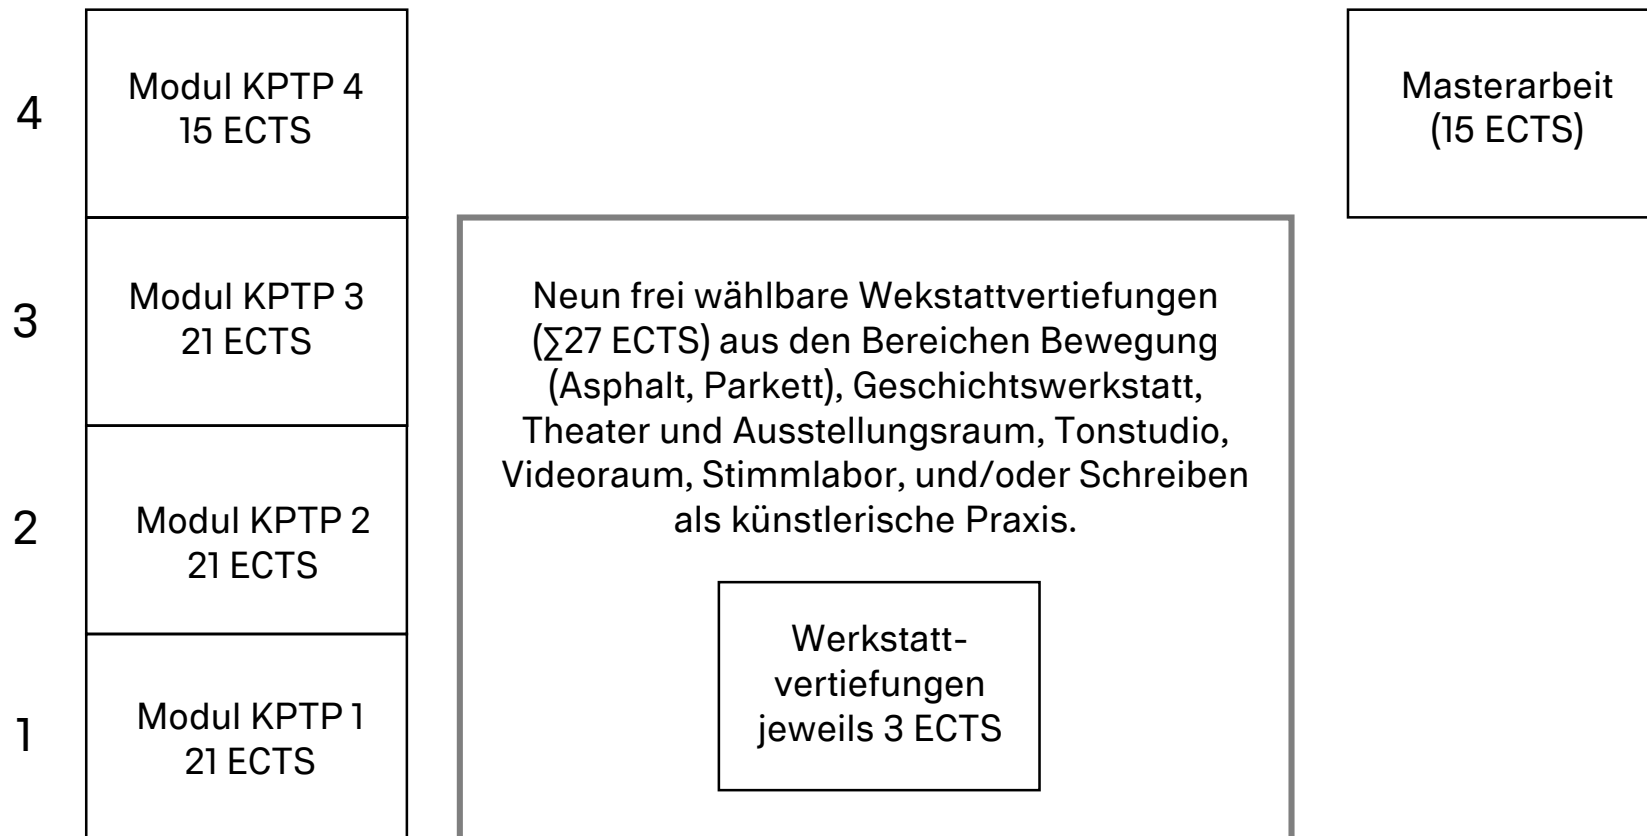 4
Modul KPTP 4
15 ECTS
Masterarbeit
(15 ECTS)
3
Modul KPTP 3
21 ECTS
Neun frei wählbare Wekstattvertiefungen
(∑27 ECTS) aus den Bereichen Bewegung
(Asphalt, Parkett), Geschichtswerkstatt,
Theater und Ausstellungsraum, Tonstudio,
Videoraum, Stimmlabor, und/oder Schreiben
als künstlerische Praxis.
2
Modul KPTP 2
21 ECTS
Werkstatt-
vertiefungen
jeweils 3 ECTS
1
Modul KPTP 1
21 ECTS